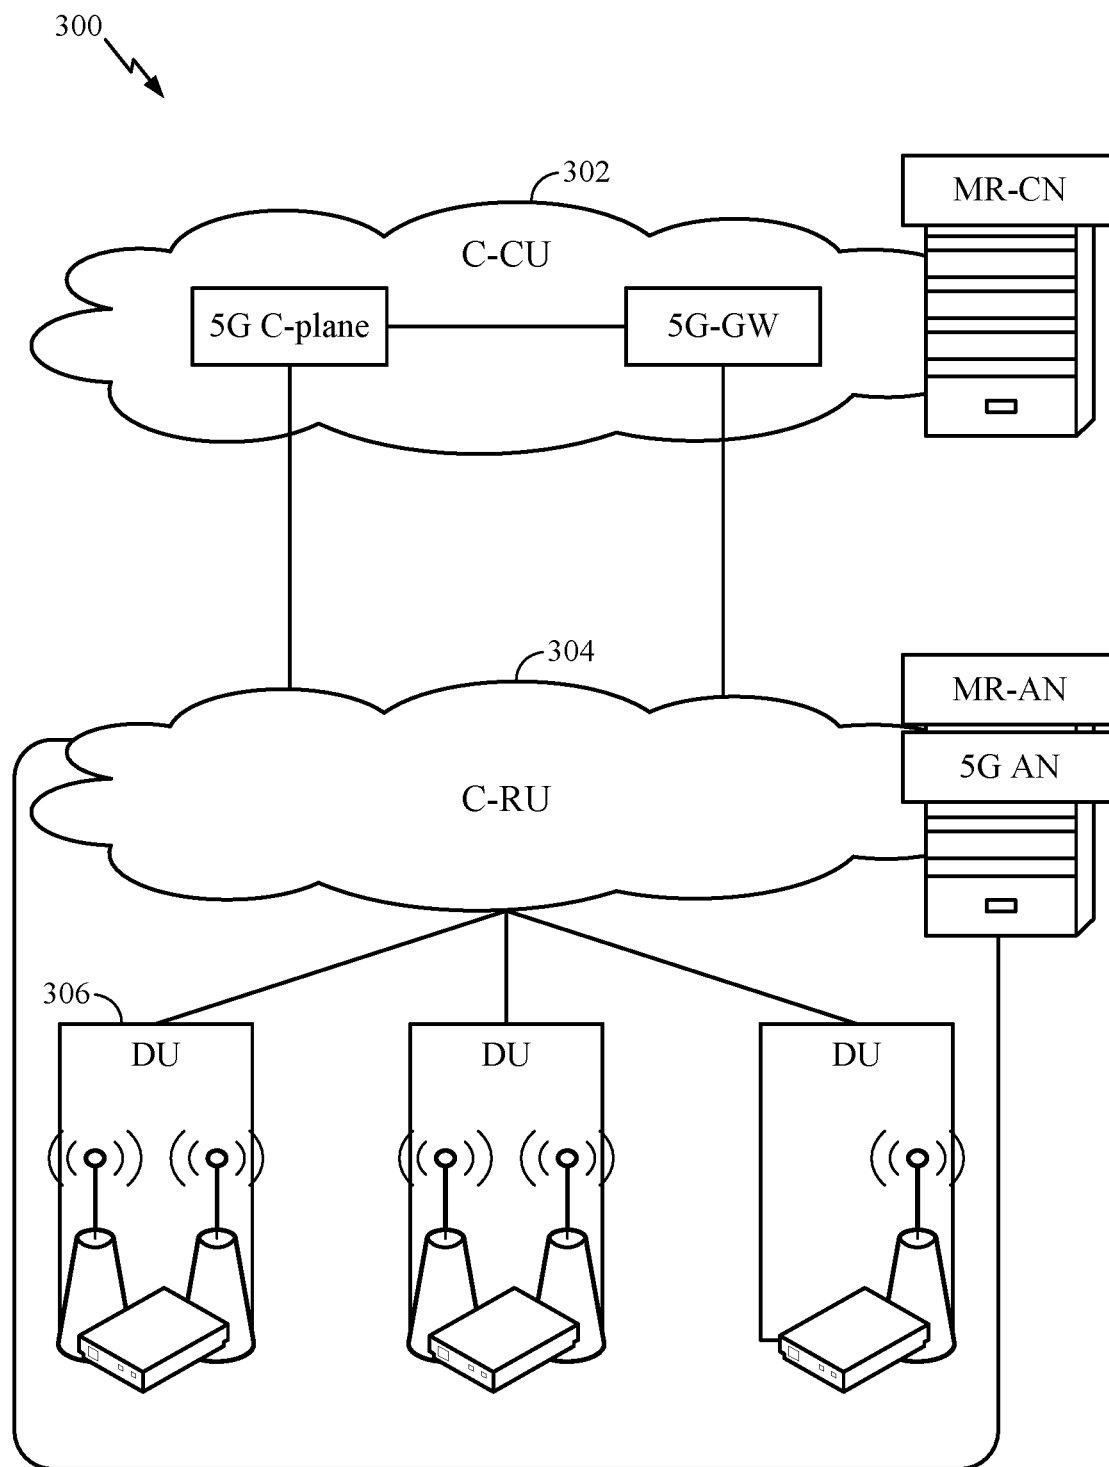 300
302
MR-CN
C-CU
5G C-plane
5G-GW
304
MR-AN
5G AN
C-RU
306
DU
DU
DU